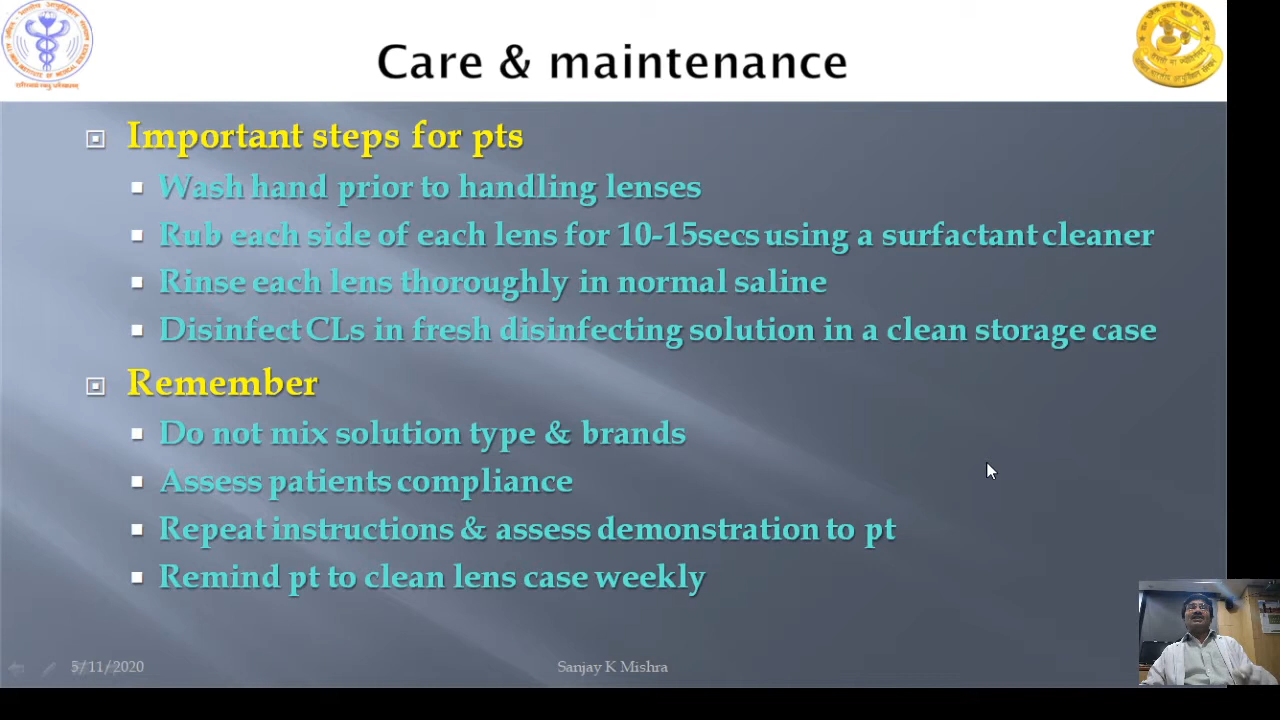 Care & maintenance
Important steps for pts
Wash hand prior to handling lenses
Rub each side of each lens for 10-15secs using a surfactant cleaner
Rinse each lens thoroughly in normal saline
Disinfect CLs in fresh disinfecting solution in a clean storage case
Remember
Do not mix solution type & brands
Assess patients compliance
Repeat instructions & assess demonstration to pt
Remind pt to clean lens case weekly
5/11/2020
Sanjay K Mishra